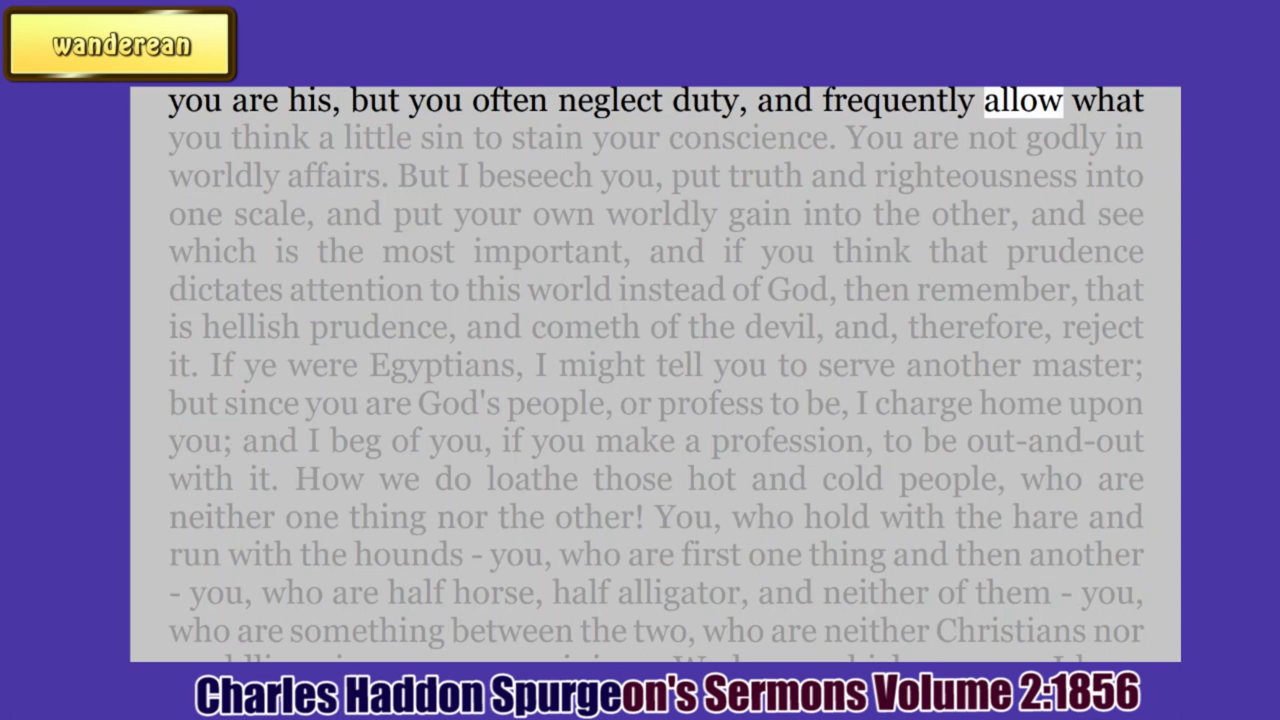 wanderean
you are his, but you often neglect duty, and frequently allow what
you think a little sin to stain your conscience. You are not godly in
worldly affairs. But I beseech you, put truth and righteousness into
one scale, and put your own worldly gain into the other, and see
which is the most important, and if you think that prudence
dictates attention to this world instead of God, then remember, that
is hellish prudence, and cometh of the devil, and, therefore, reject
it. If ye were Egyptians, I might tell you to serve another master;
but since you are God's people, or profess to be, I charge home upon
you; and I beg of you, if you make a profession, to be out-and-out
with it. How we do loathe those hot and cold people, who are
neither one thing nor the other! You, who hold with the hare and
run with the hounds - you, who are first one thing and then another
- you, who are half horse, half alligator, and neither of them - you,
who are something between the two, who are neither Christians nor
Charles Haddon Spurgeon's Sermons Volume 2:1856